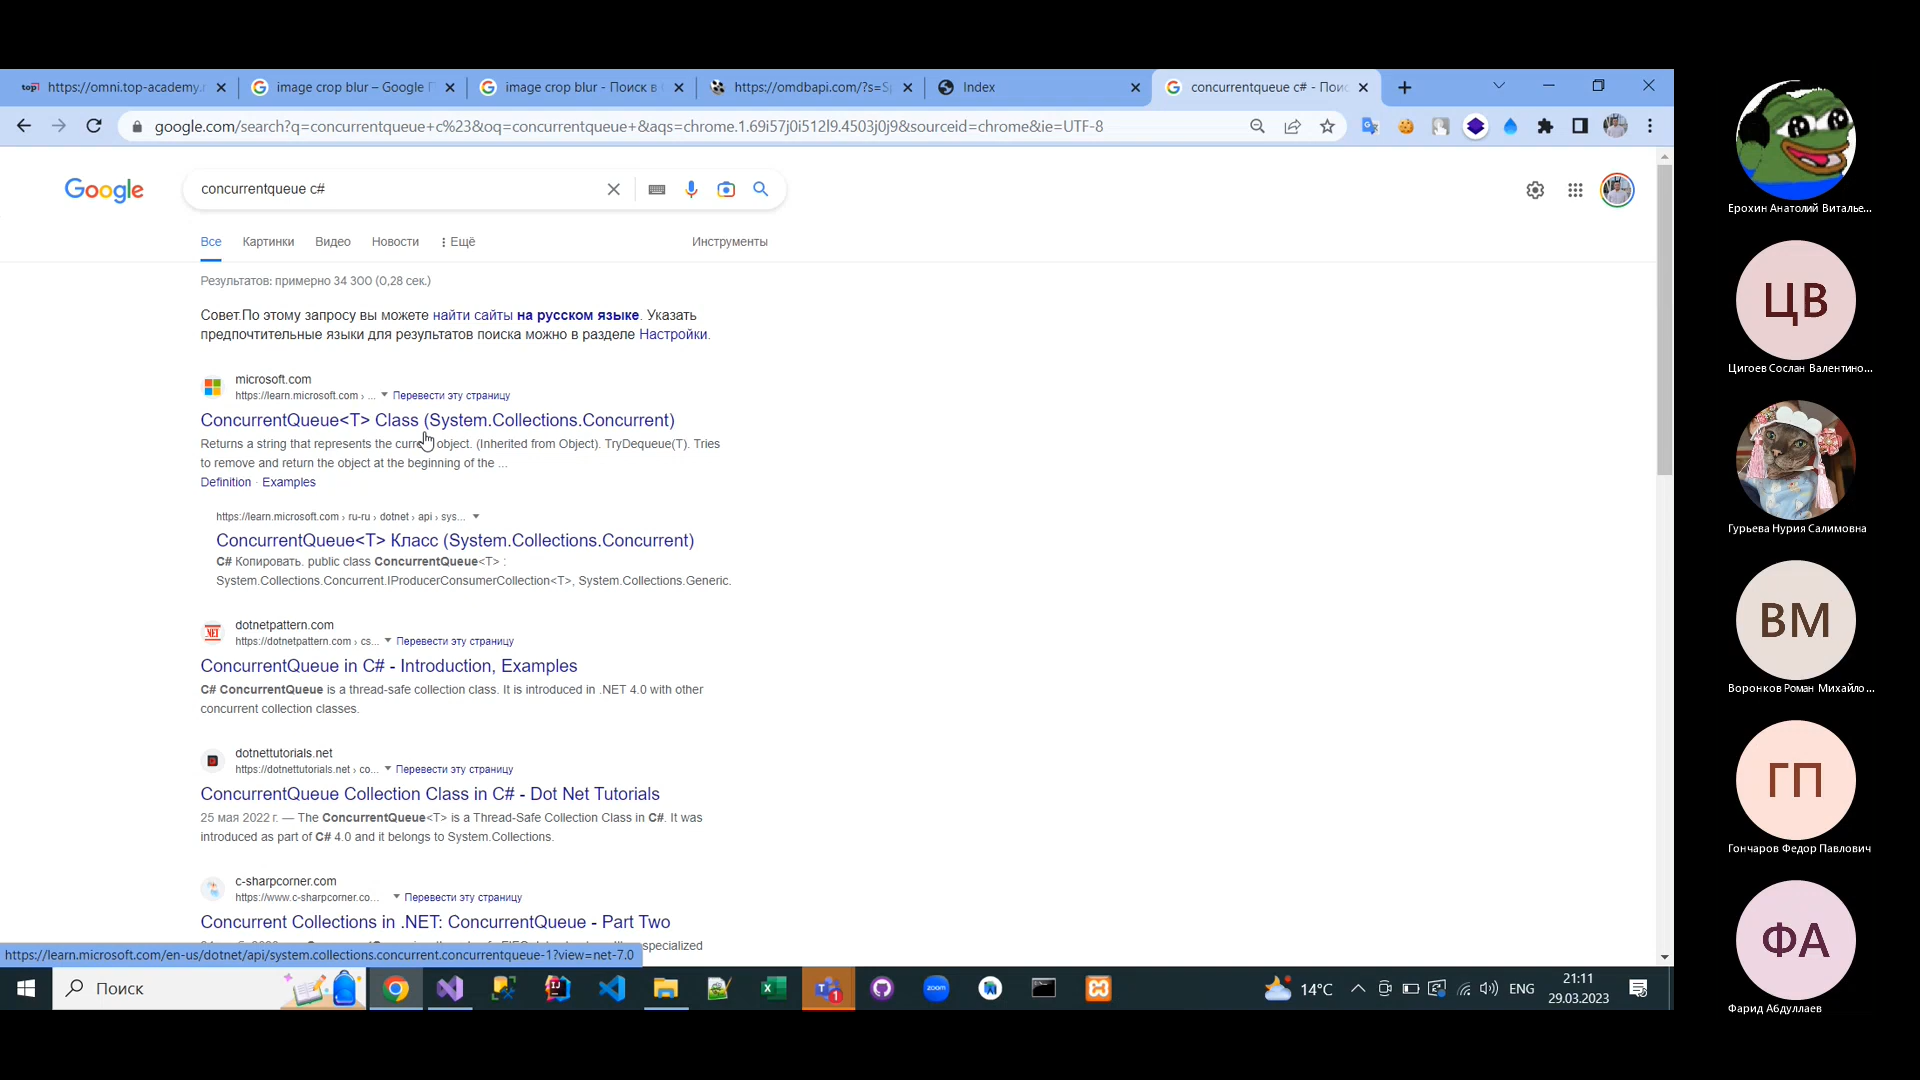 https://omni.top-academy.r
image crop blur – Google П
image crop blur - Поиск в
https://omdbapi.com/?s=S
Index
concurrentqueue c# - Поис
google.com/search?q=concurrentqueue+c%23&oq=concurrentqueue+&aqs=chrome.1.69i57j0i512l9.4503j0j9&sourceid=chrome&ie=UTF-8
Google
concurrentqueue c#
Все
Картинки
Видео
Новости
Ещё
Инструменты
Результатов: примерно 34 300 (0,28 сек.)
Совет.По этому запросу вы можете найти сайты на русском языке. Указать
предпочтительные языки для результатов поиска можно в разделе Настройки.
microsoft.com
https://learn.microsoft.com › ... Перевести эту страницу
ConcurrentQueue<T> Class (System.Collections.Concurrent)
Returns a string that represents the current object. (Inherited from Object). TryDequeue(T). Tries
to remove and return the object at the beginning of the ...
Definition · Examples
https://learn.microsoft.com › ru-ru › dotnet › api › sys...
ConcurrentQueue<T> Класс (System.Collections.Concurrent)
C# Копировать. public class ConcurrentQueue<T> :
System.Collections.Concurrent.IProducerConsumerCollection<T>, System.Collections.Generic.
.NET
dotnetpattern.com
https://dotnetpattern.com › cs... Перевести эту страницу
ConcurrentQueue in C# - Introduction, Examples
C# ConcurrentQueue is a thread-safe collection class. It is introduced in .NET 4.0 with other
concurrent collection classes.
dotnettutorials.net
https://dotnettutorials.net › co... Перевести эту страницу
ConcurrentQueue Collection Class in C# - Dot Net Tutorials
25 мая 2022 г. — The ConcurrentQueue<T> is a Thread-Safe Collection Class in C#. It was
introduced as part of C# 4.0 and it belongs to System.Collections.
c-sharpcorner.com
https://www.c-sharpcorner.co... Перевести эту страницу
Concurrent Collections in .NET: ConcurrentQueue - Part Two
specialized
https://learn.microsoft.com/en-us/dotnet/api/system.collections.concurrent.concurrentqueue-1?view=net-7.0
Поиск
zoom
1
14°C
ENG
21:11
29.03.2023
Ерохин Анатолий Виталье...
ЦВ
Цигоев Сослан Валентино...
Гурьева Нурия Салимовна
ВМ
Воронков Роман Михайло...
ГП
Гончаров Федор Павлович
ФА
Фарид Абдуллаев